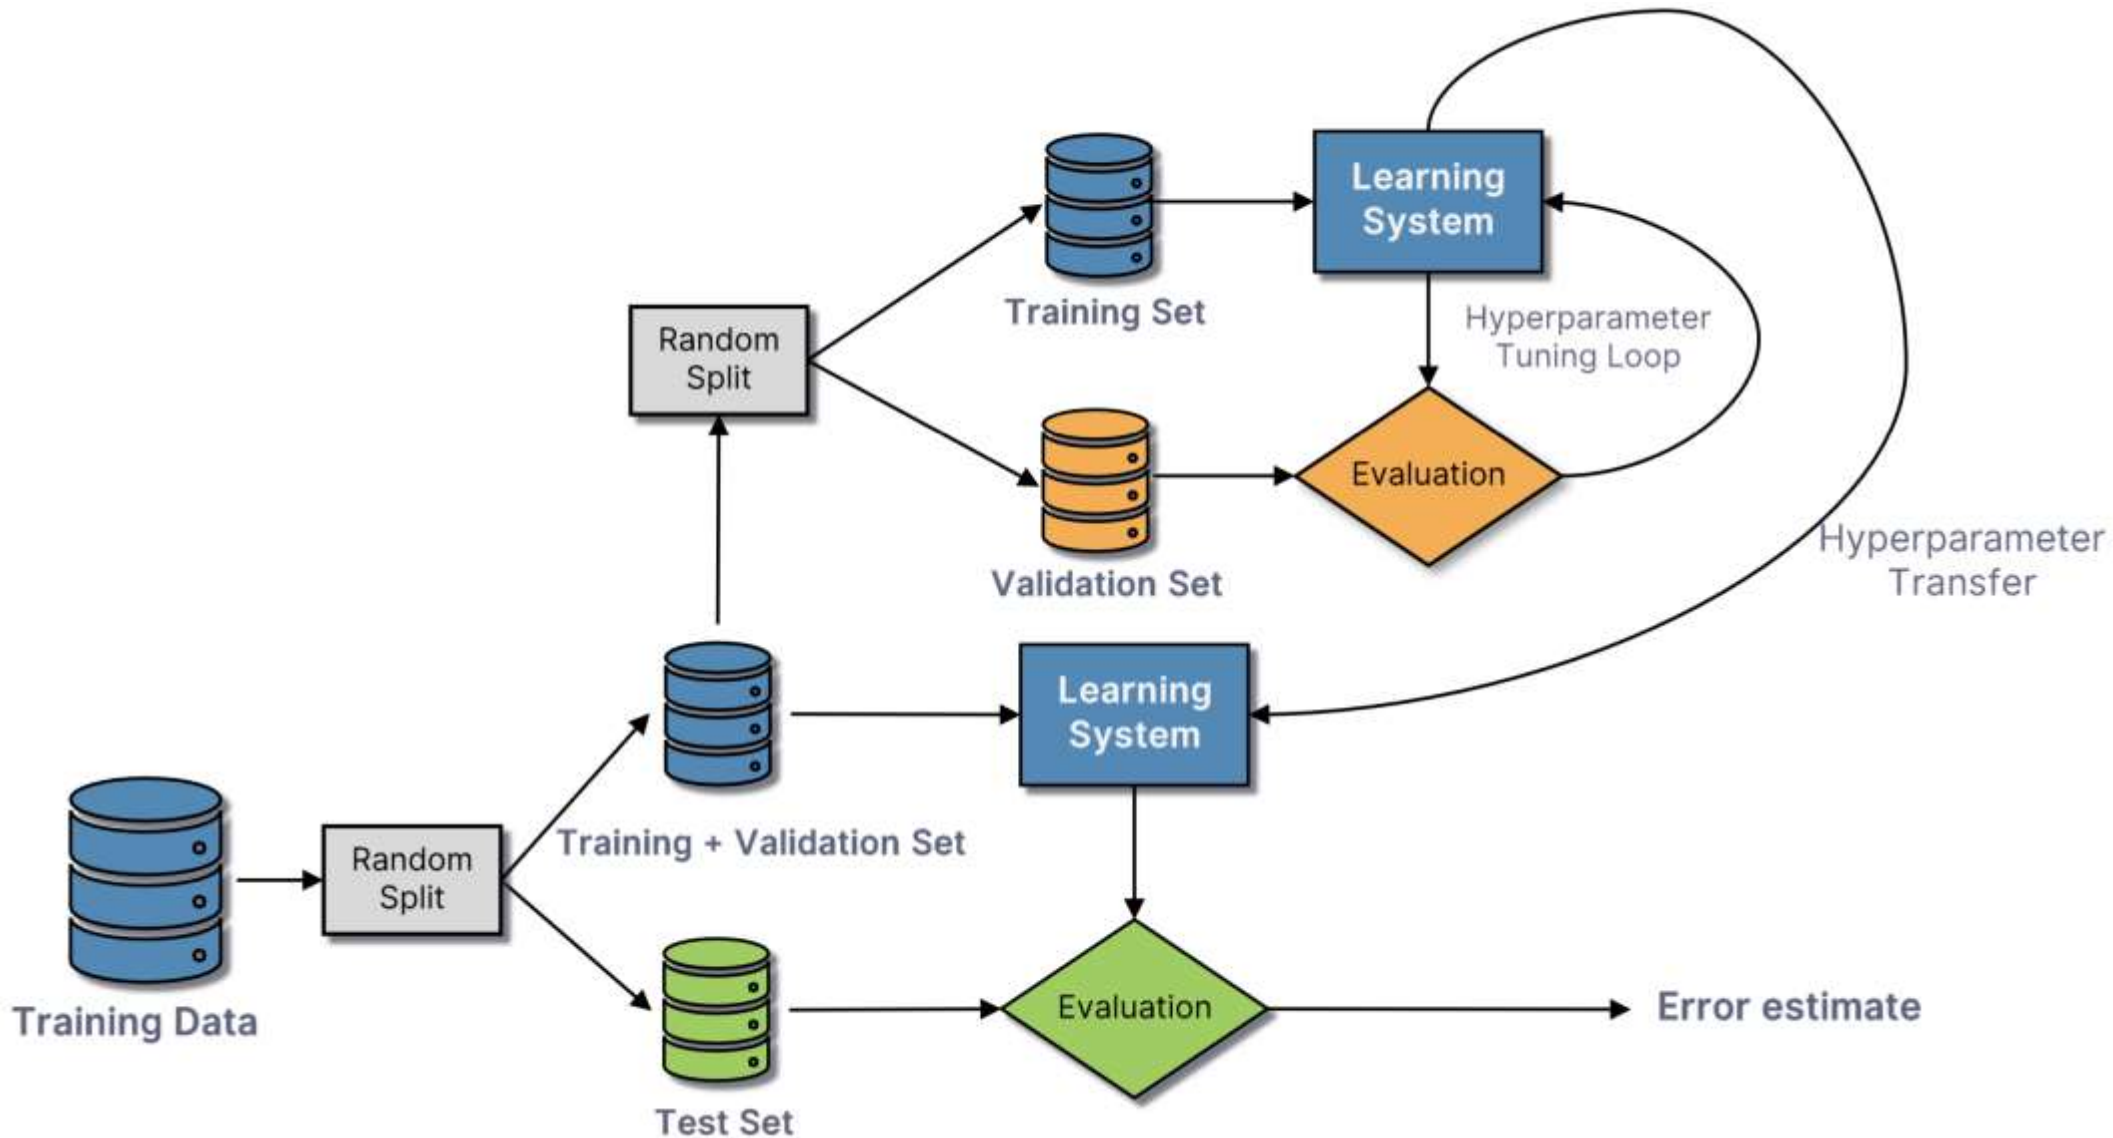 Learning
System
Training Set
Random
Split
Hyperparameter
Tuning Loop
Evaluation
Validation Set
Hyperparameter
Transfer
Learning
System
Training + Validation Set
Random
Split
Training Data
Evaluation
Error estimate
Test Set